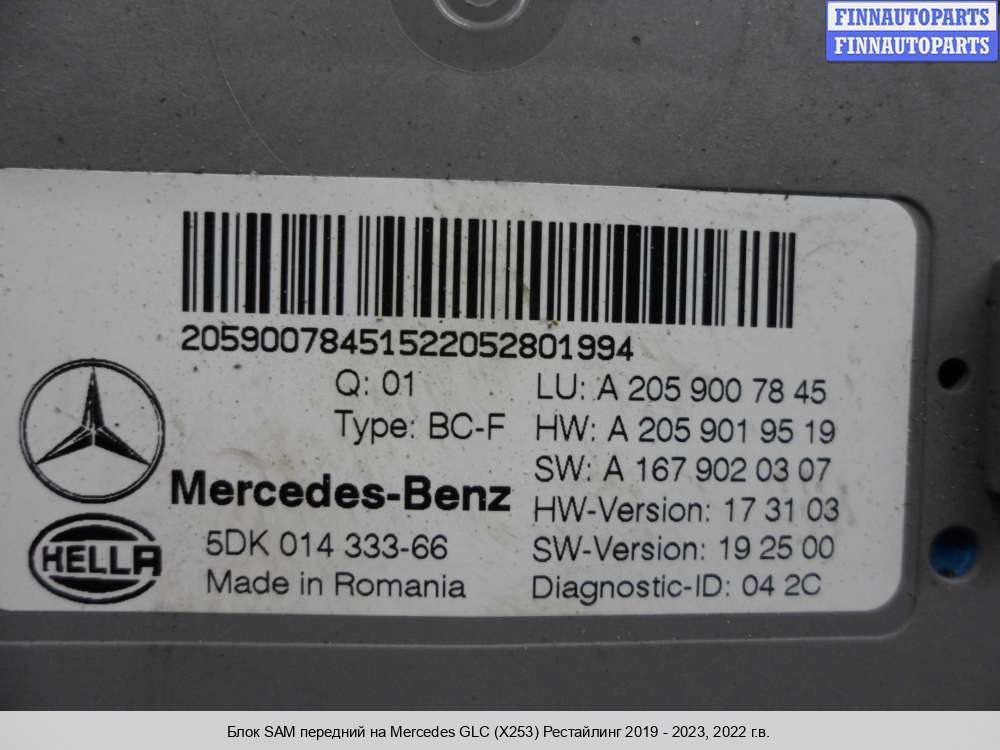 FINNAUTOPARTS
FINNAUTOPARTS
20590078451522052801994
Q: 01
LU: A 205 900 78 45
Type: BC-F
HW: A 205 901 95 19
SW: A 167 902 03 07
Mercedes-Benz
HW-Version: 17 31 03
5DK 014 333-66
SW-Version: 19 25 00
HELLA
Made in Romania
Diagnostic-ID: 04 2C
Блок SAM передний на Mercedes GLC (X253) Рестайлинг 2019 - 2023, 2022 г.в.